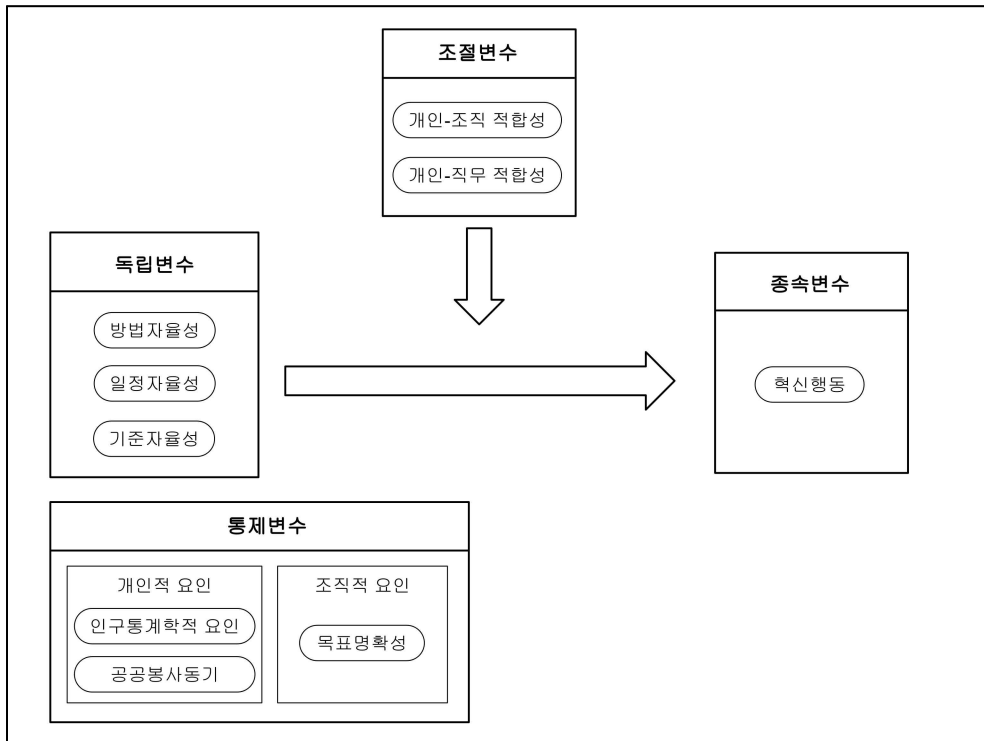 조절변수
개인-조직 적합성
개인-직무 적합성
독립변수
방법자율성
일정자율성
기준자율성
종속변수
혁신행동
통제변수
개인적 요인
인구통계학적 요인
공공봉사동기
조직적 요인
목표명확성